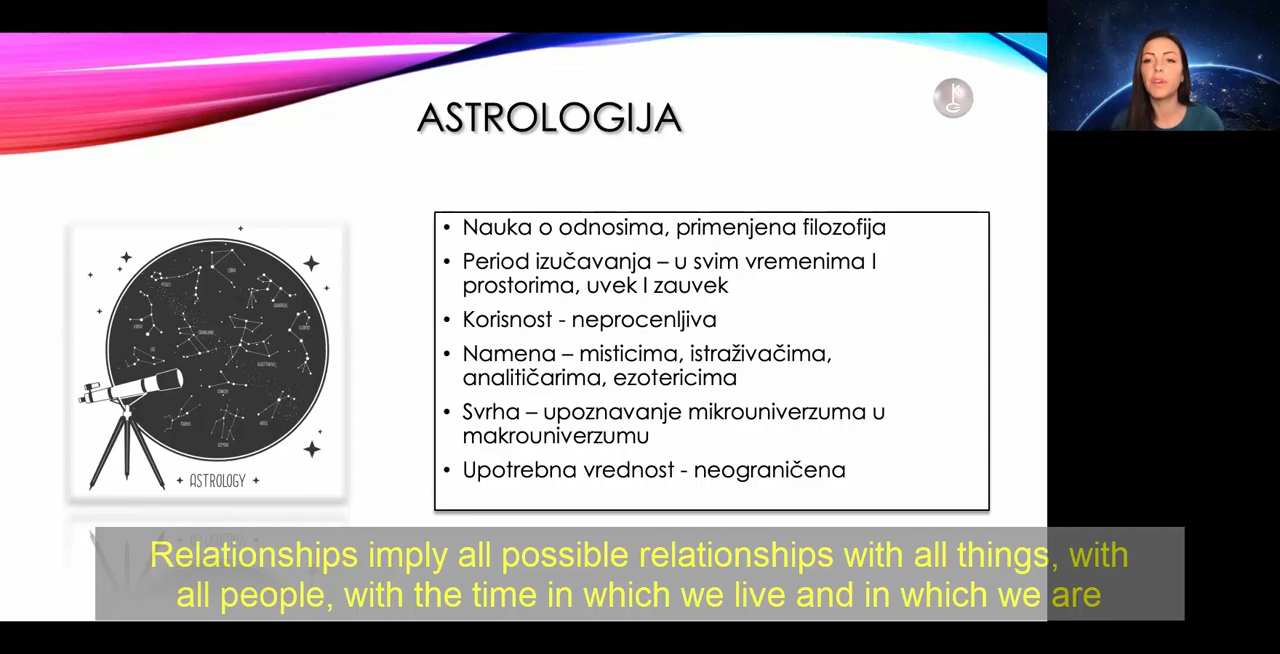 ASTROLOGIJA
• Nauka o odnosima, primenjena filozofija
• Period izučavanja – u svim vremenima I
prostorima, uvek I zauvek
• Korisnost - neprocenljiva
• Namena – misticima, istraživačima,
analitičarima, ezotericima
• Svrha – upoznavanje mikrouniverzuma u
makrouniverzumu
• Upotrebna vrednost - neograničena
ASTROLOGY
Relationships imply all possible relationships with all things, with
all people, with the time in which we live and in which we are